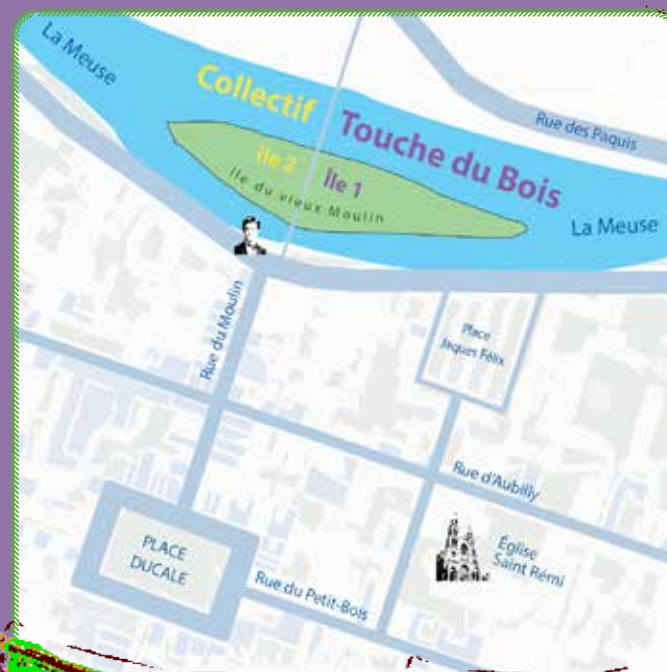 La Meuse
Collectif
Touche du Bois
Rue des Paquis
île 2
Île 1
Ile du vieux Moulin
La Meuse
Rue du Moulin
Place
Jaques Félix
Rue d'Aubilly
PLACE
DUCALE
Église
Saint Rémi
Rue du Petit-Bois